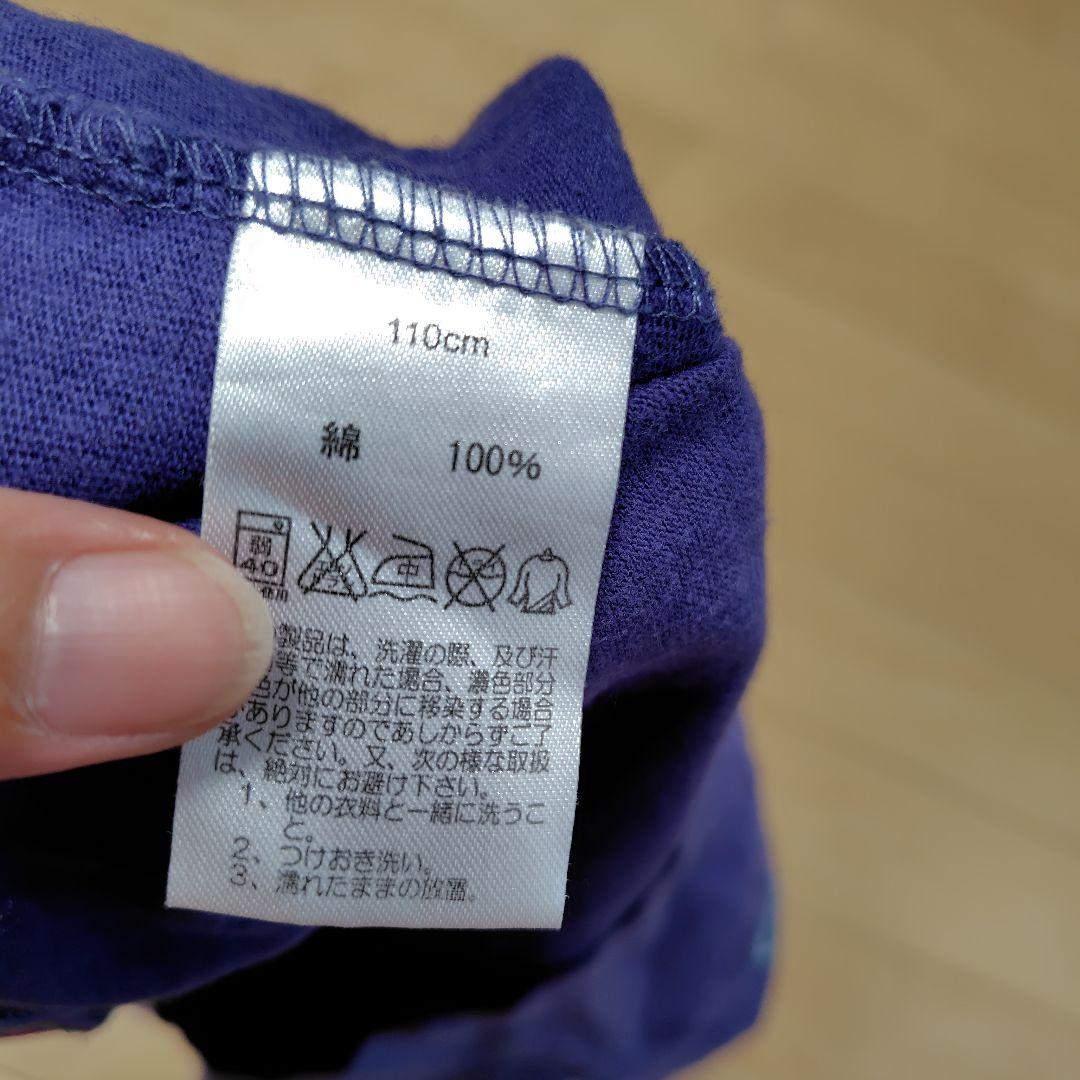 110cm
綿 100%
弱
40
中
製品は、洗濯の際、及び汗
等で濡れた場合、濃色部分
色が他の部分に移染する場合
ありますのであしからずご了
承ください。又、次の様な取扱
は、絶対にお避け下さい。
1、他の衣料と一緒に洗うこ
と。
2、つけおき洗い。
3、濡れたままの放置。